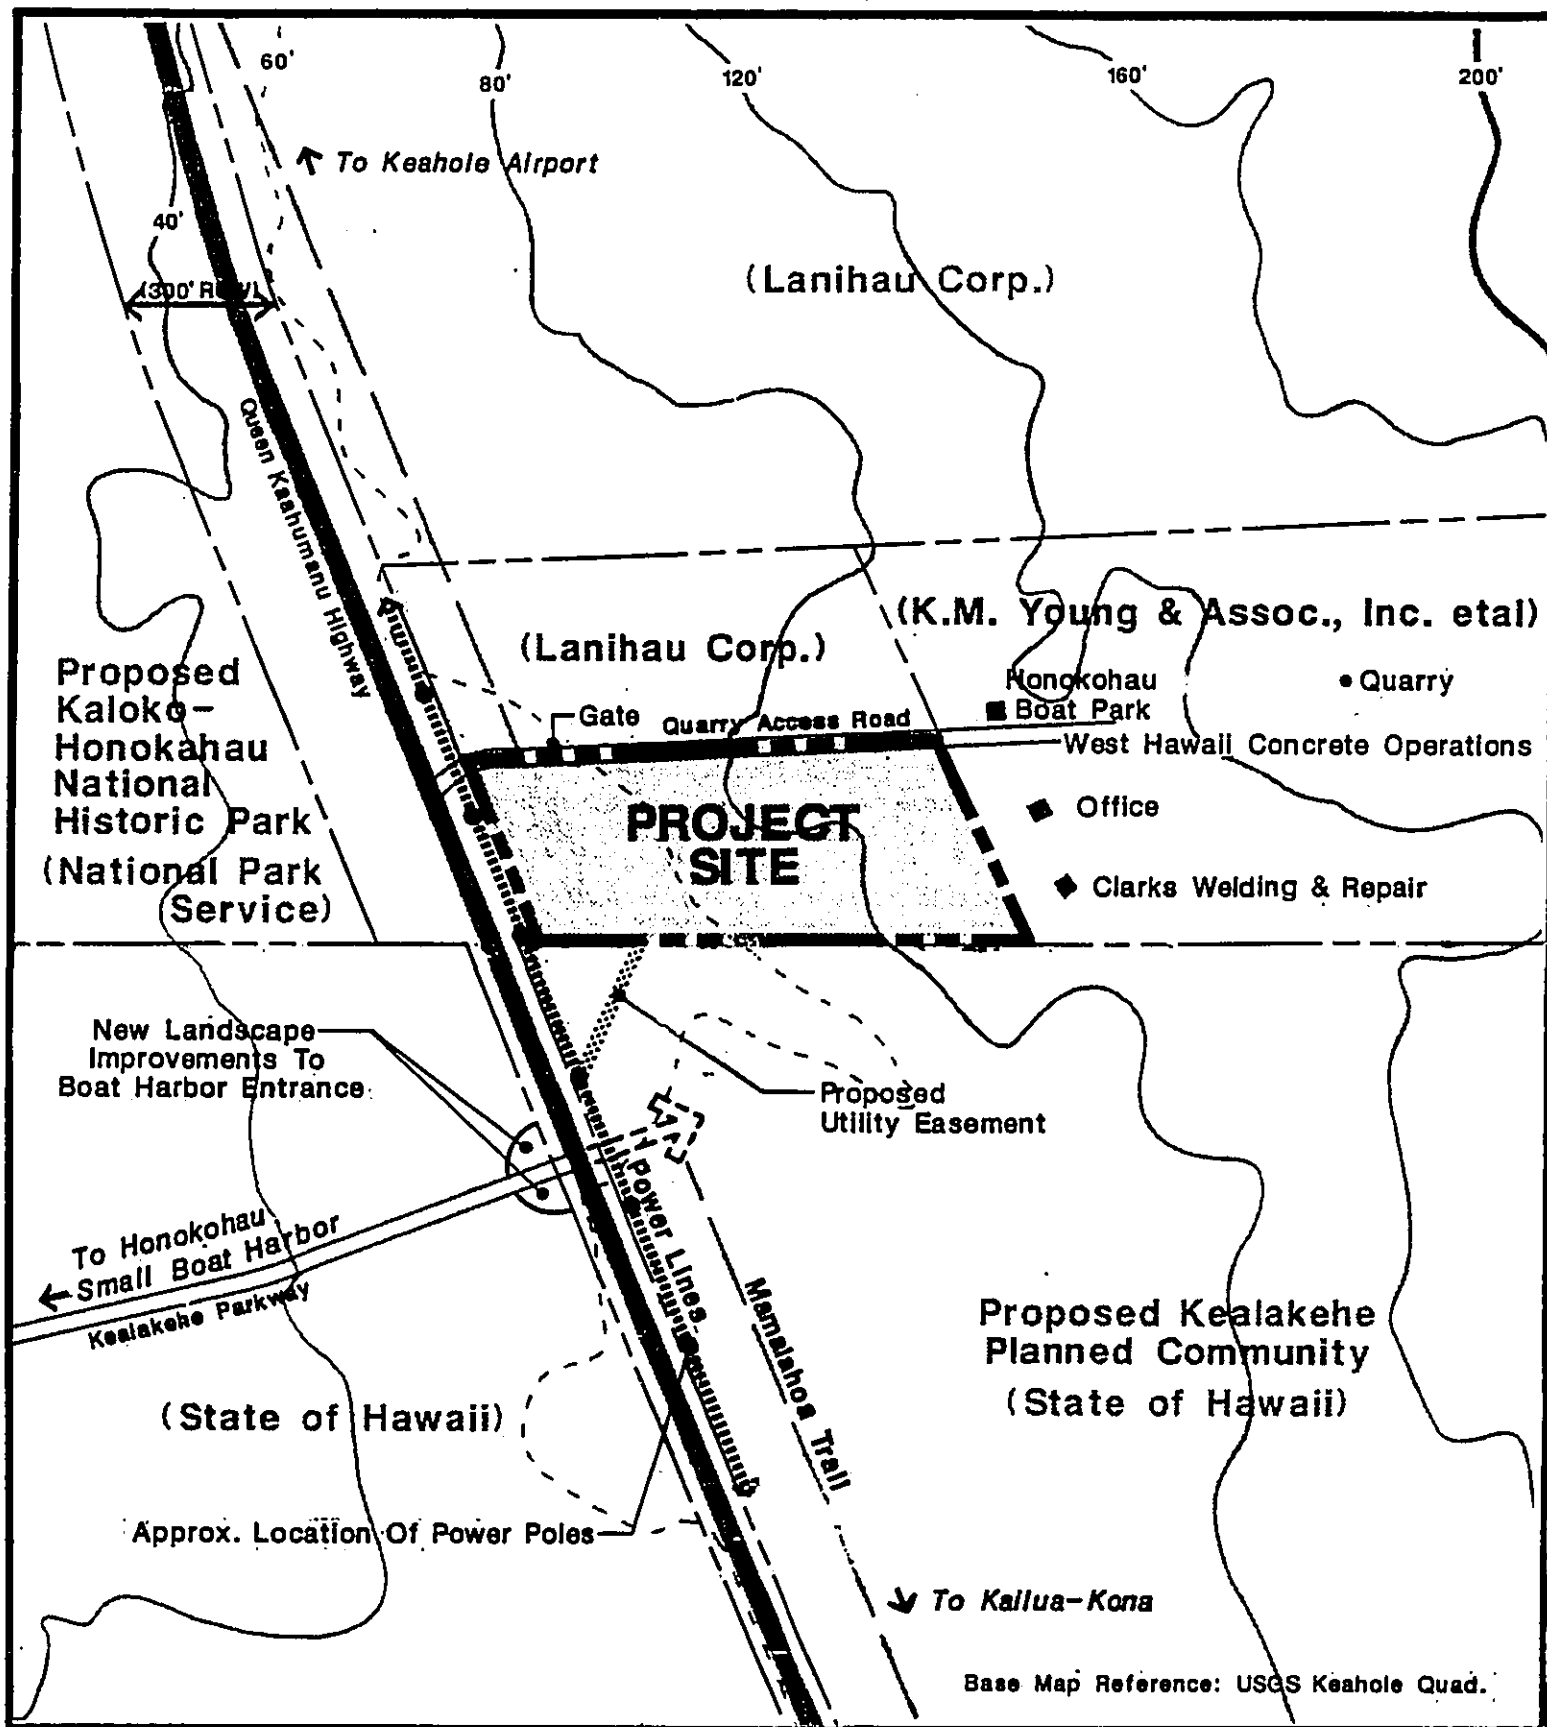 60'
80'
120'
160'
200'
To Keahole Airport
40'
(300' ROW)
(Lanihau Corp.)
Queen Kaahumanu Highway
(K.M. Young & Assoc., Inc. etal)
(Lanihau Corp.)
Proposed
Kaloko-
Honokahau
National
Historic Park
(National Park
Service)
Honokohau
Boat Park
Quarry
Gate
Quarry Access Road
West Hawaii Concrete Operations
PROJECT
SITE
Office
Clarks Welding & Repair
New Landscape
Improvements To
Boat Harbor Entrance
Proposed
Utility Easement
Power Lines
To Honokohau
Small Boat Harbor
Kealakehe Parkway
Mamalahoa Trail
Proposed Kealakehe
Planned Community
(State of Hawaii)
(State of Hawaii)
Approx. Location Of Power Poles
To Kailua-Kona
Base Map Reference: USGS Keahole Quad.